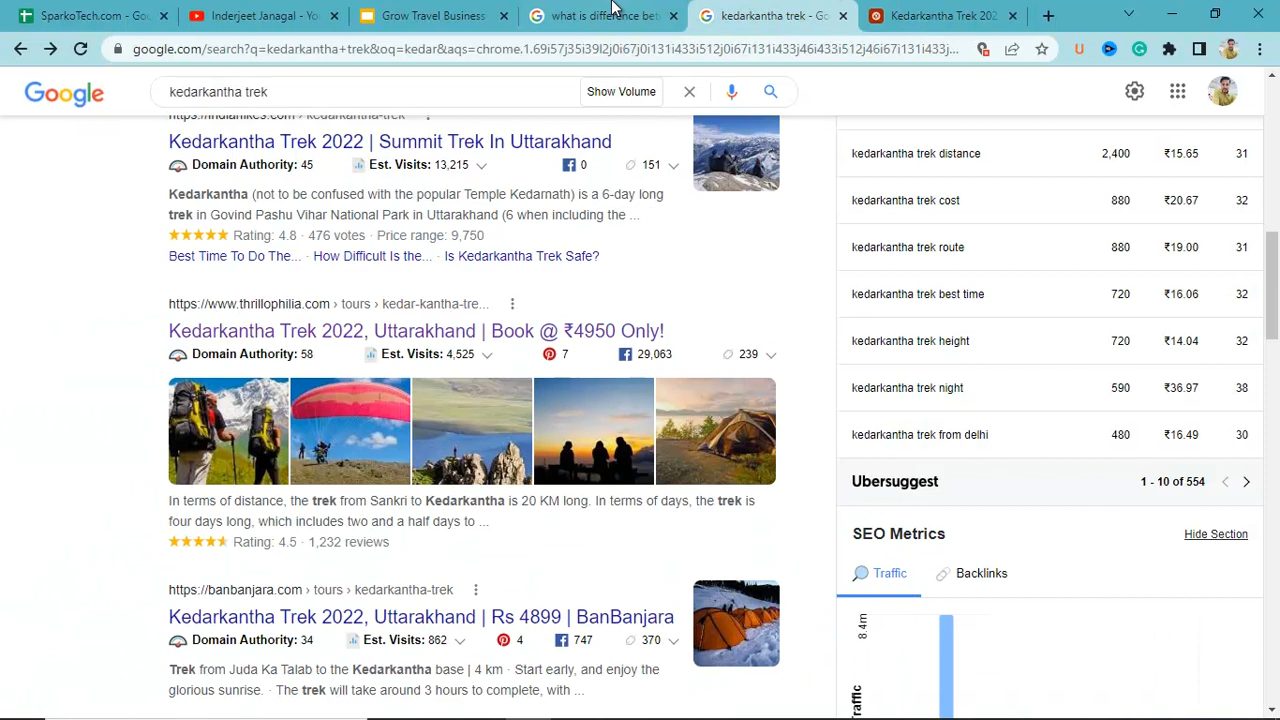 SparkoTech.com - Goo
Inderjeet Janagal - Yo
Grow Travel Business
what is difference bet
kedarkantha trek - Go
Kedarkantha Trek 202
google.com/search?q=kedarkantha+trek&oq=kedar&aqs=chrome.1.69i57j35i39l2j0i67j0i131i433i512j0i67i131i433j46i433i512j46i67i131i433j...
Google
kedarkantha trek
Show Volume
https://indiahikes.com › kedarkantha-trek
Kedarkantha Trek 2022 | Summit Trek In Uttarakhand
Domain Authority: 45 Est. Visits: 13,215 0 151
Kedarkantha (not to be confused with the popular Temple Kedarnath) is a 6-day long
trek in Govind Pashu Vihar National Park in Uttarakhand (6 when including the ...
Rating: 4.8 · 476 votes · Price range: 9,750
Best Time To Do The... · How Difficult Is the... · Is Kedarkantha Trek Safe?
https://www.thrillophilia.com › tours › kedar-kantha-tre...
Kedarkantha Trek 2022, Uttarakhand | Book @ ₹4950 Only!
Domain Authority: 58 Est. Visits: 4,525 7 29,063 239
In terms of distance, the trek from Sankri to Kedarkantha is 20 KM long. In terms of days, the trek is
four days long, which includes two and a half days to ...
Rating: 4.5 · 1,232 reviews
https://banbanjara.com › tours › kedarkantha-trek
Kedarkantha Trek 2022, Uttarakhand | Rs 4899 | BanBanjara
Domain Authority: 34 Est. Visits: 862 4 747 370
Trek from Juda Ka Talab to the Kedarkantha base | 4 km · Start early, and enjoy the
glorious sunrise. · The trek will take around 3 hours to complete, with ...
kedarkantha trek distance 2,400 ₹15.65 31
kedarkantha trek cost 880 ₹20.67 32
kedarkantha trek route 880 ₹19.00 31
kedarkantha trek best time 720 ₹16.06 32
kedarkantha trek height 720 ₹14.04 32
kedarkantha trek night 590 ₹36.97 38
kedarkantha trek from delhi 480 ₹16.49 30
Ubersuggest 1 - 10 of 554
SEO Metrics Hide Section
Traffic Backlinks
8.4m
Traffic